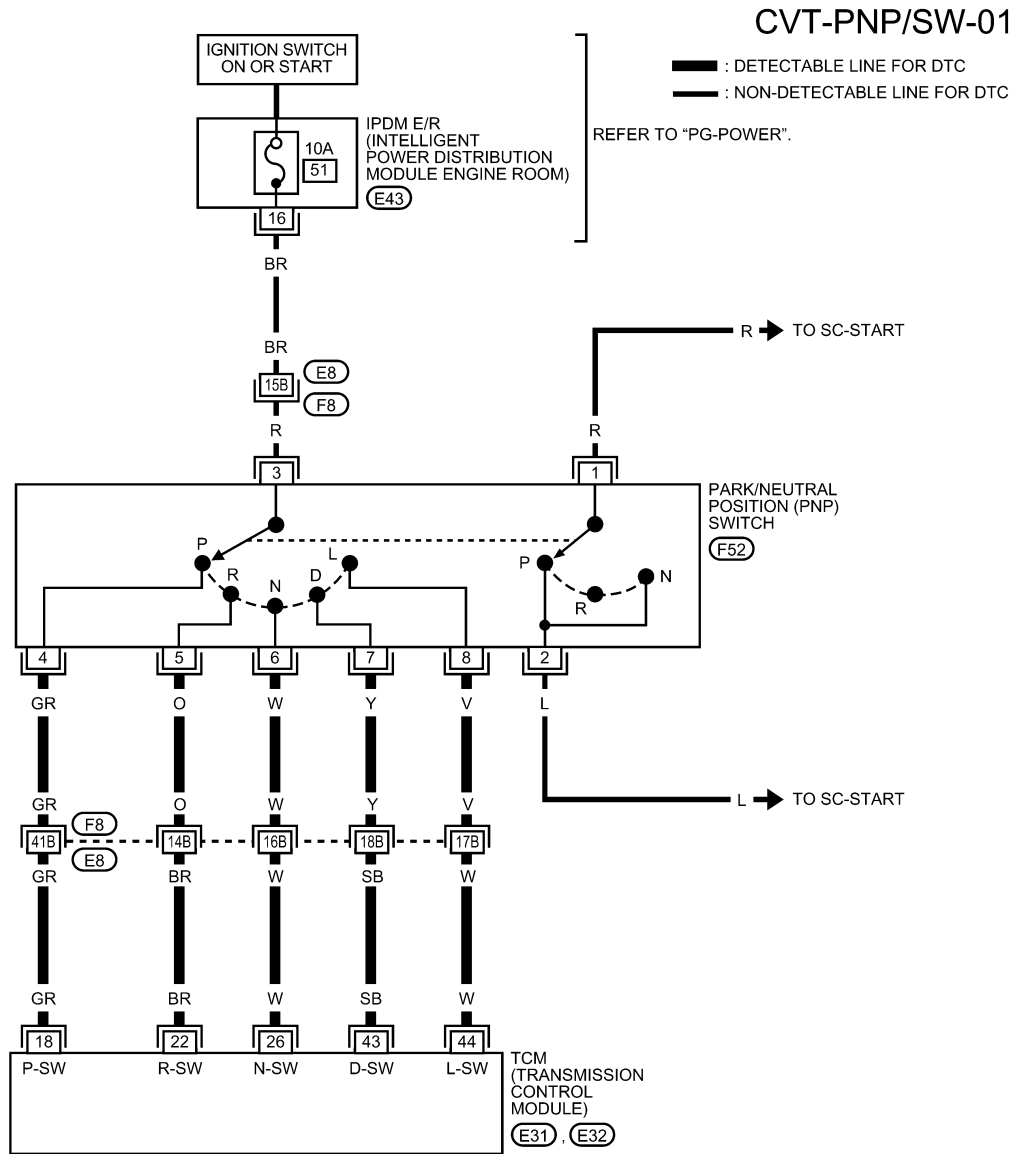 CVT-PNP/SW-01
IGNITION SWITCH
ON OR START
: DETECTABLE LINE FOR DTC
: NON-DETECTABLE LINE FOR DTC
IPDM E/R
(INTELLIGENT
POWER DISTRIBUTION
MODULE ENGINE ROOM)
E43
10A
51
REFER TO “PG-POWER”.
16
BR
BR
15B
E8
F8
R
R TO SC-START
R
3
1
PARK/NEUTRAL
POSITION (PNP)
SWITCH
F52
P
R
N
D
L
P
R
N
4 5 6 7 8 2
GR O W Y V L
GR O W Y V
L TO SC-START
F8
41B 14B 16B 18B 17B
E8
GR BR W SB W
GR BR W SB W
18 22 26 43 44
P-SW R-SW N-SW D-SW L-SW
TCM
(TRANSMISSION
CONTROL
MODULE)
E31 , E32